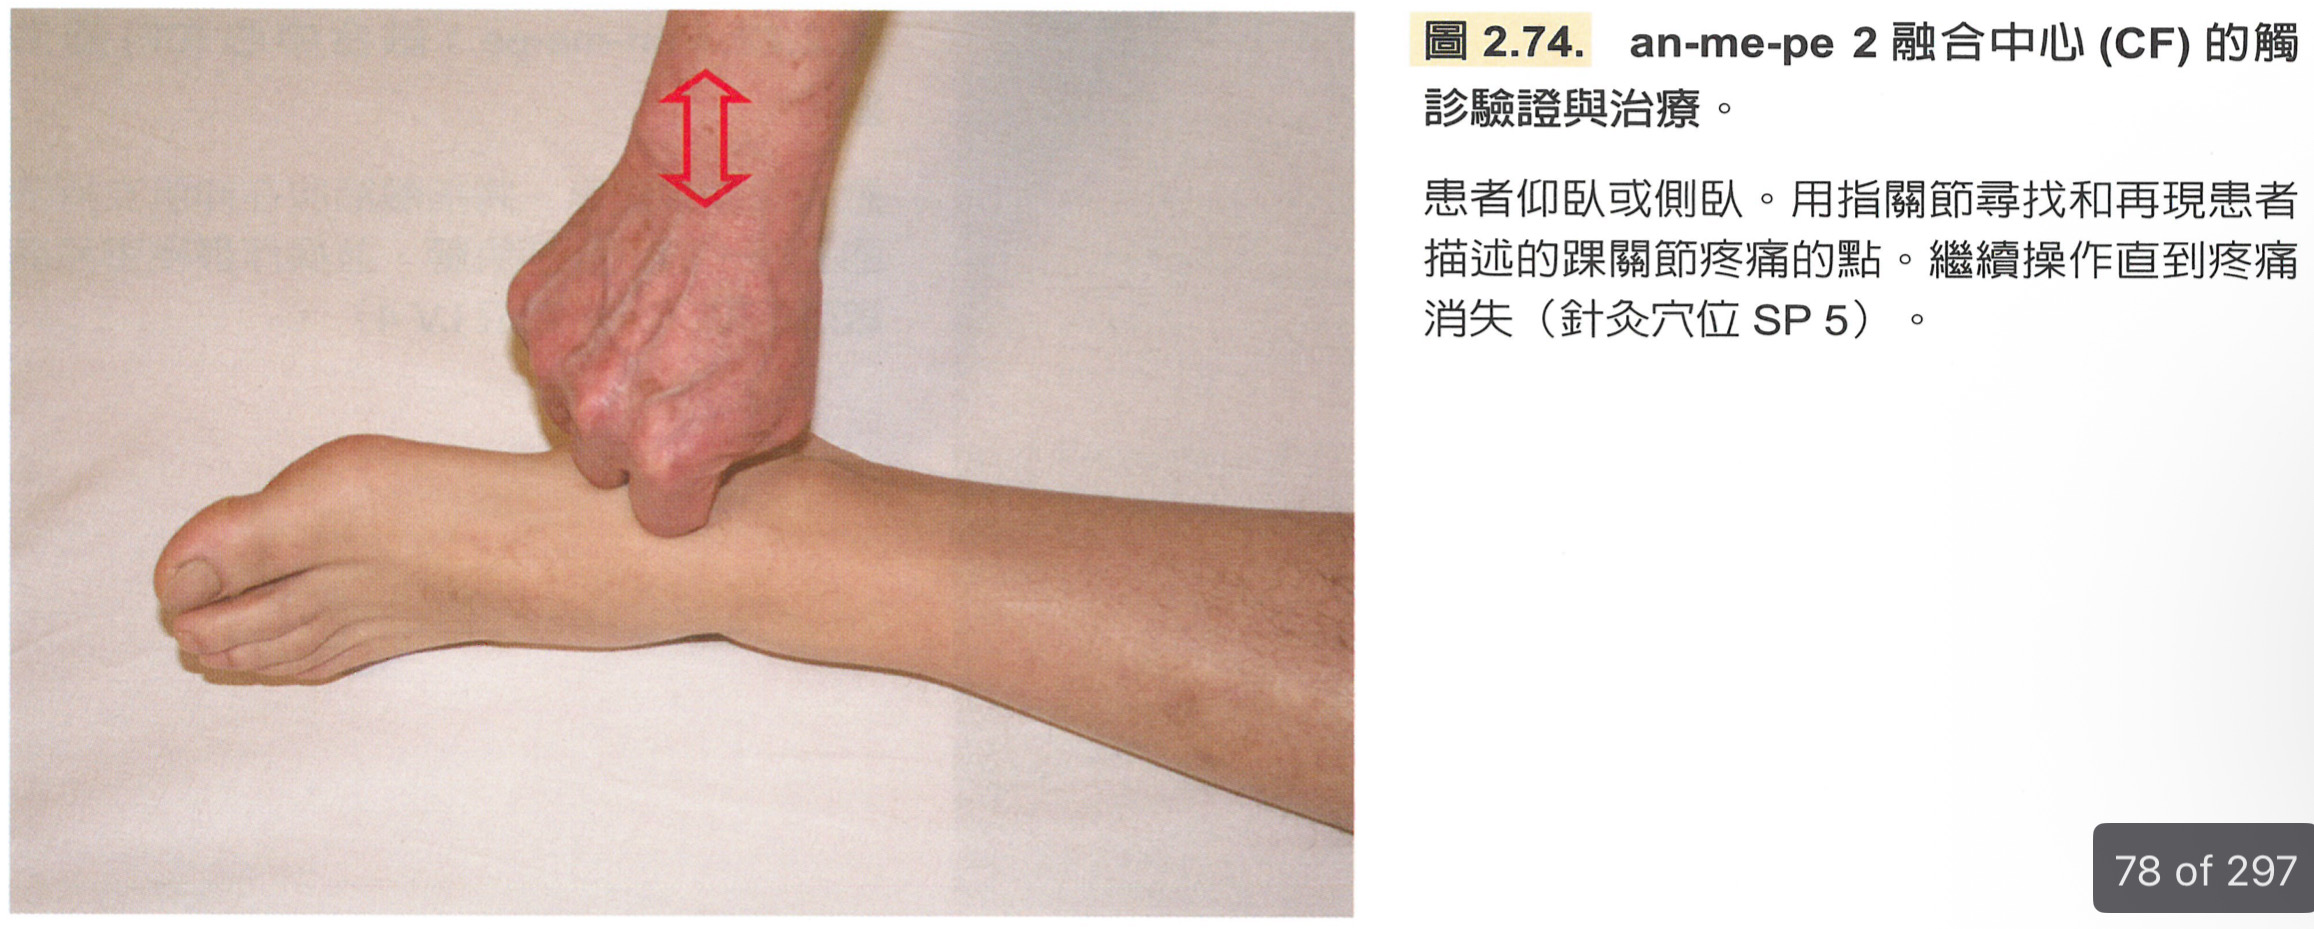 圖 2.74. an-me-pe 2 融合中心 (CF) 的觸
診驗證與治療。
患者仰臥或側臥。用指關節尋找和再現患者
描述的踝關節疼痛的點。繼續操作直到疼痛
消失（針灸穴位 SP 5）。
78 of 297